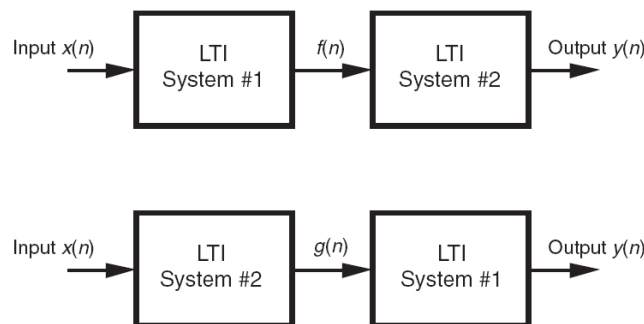 Input x(n)
LTI
System #1
f(n)
LTI
System #2
Output y(n)
Input x(n)
LTI
System #2
g(n)
LTI
System #1
Output y(n)